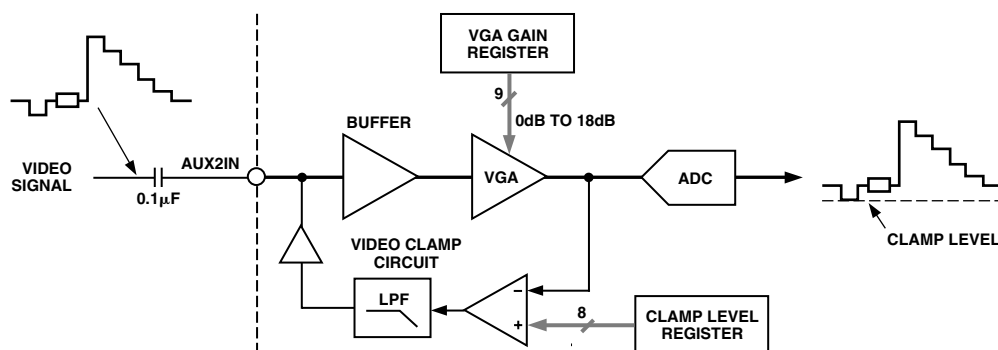 VGA GAIN
REGISTER
9
0dB TO 18dB
BUFFER
VIDEO
SIGNAL
AUX2IN
0.1μF
VGA
ADC
CLAMP LEVEL
VIDEO CLAMP
CIRCUIT
LPF
–
+
8
CLAMP LEVEL
REGISTER